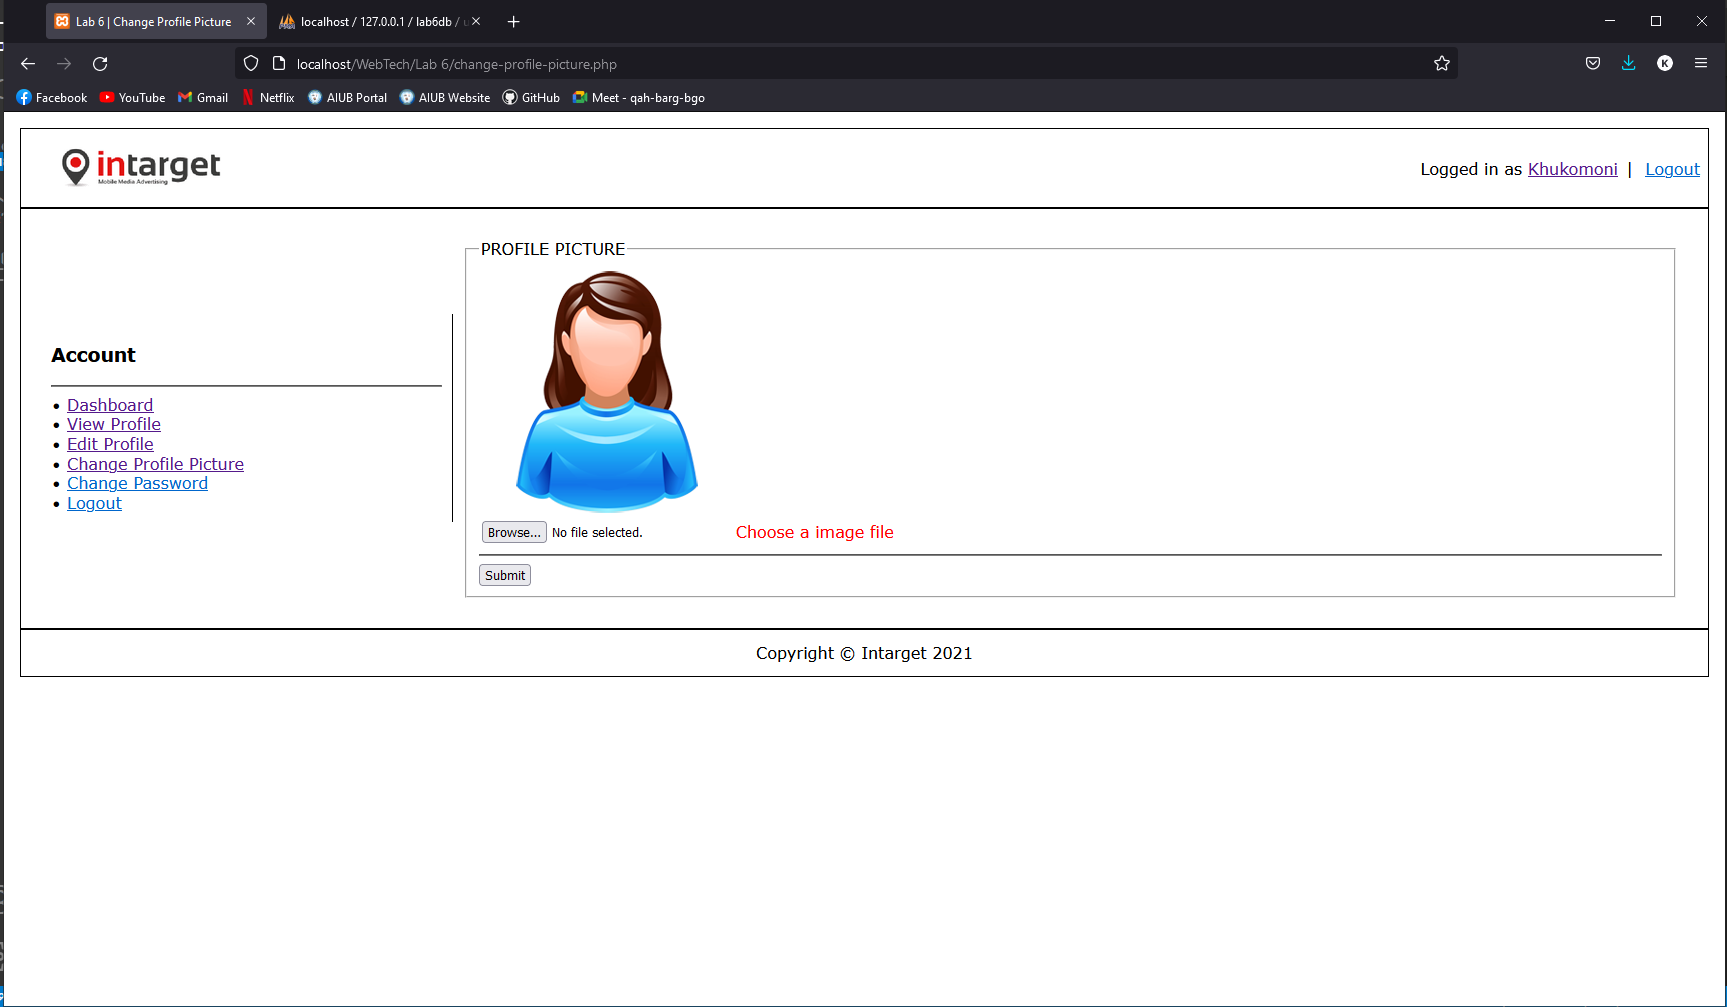 Lab 6 | Change Profile Picture
localhost / 127.0.0.1 / lab6db /
localhost/WebTech/Lab 6/change-profile-picture.php
K
Facebook YouTube Gmail Netflix AIUB Portal AIUB Website GitHub Meet - qah-barg-bgo
intarget
Mobile Media Advertising
Logged in as Khukomoni | Logout
PROFILE PICTURE
Account
Dashboard
View Profile
Edit Profile
Change Profile Picture
Change Password
Logout
Browse... No file selected. Choose a image file
Submit
Copyright © Intarget 2021